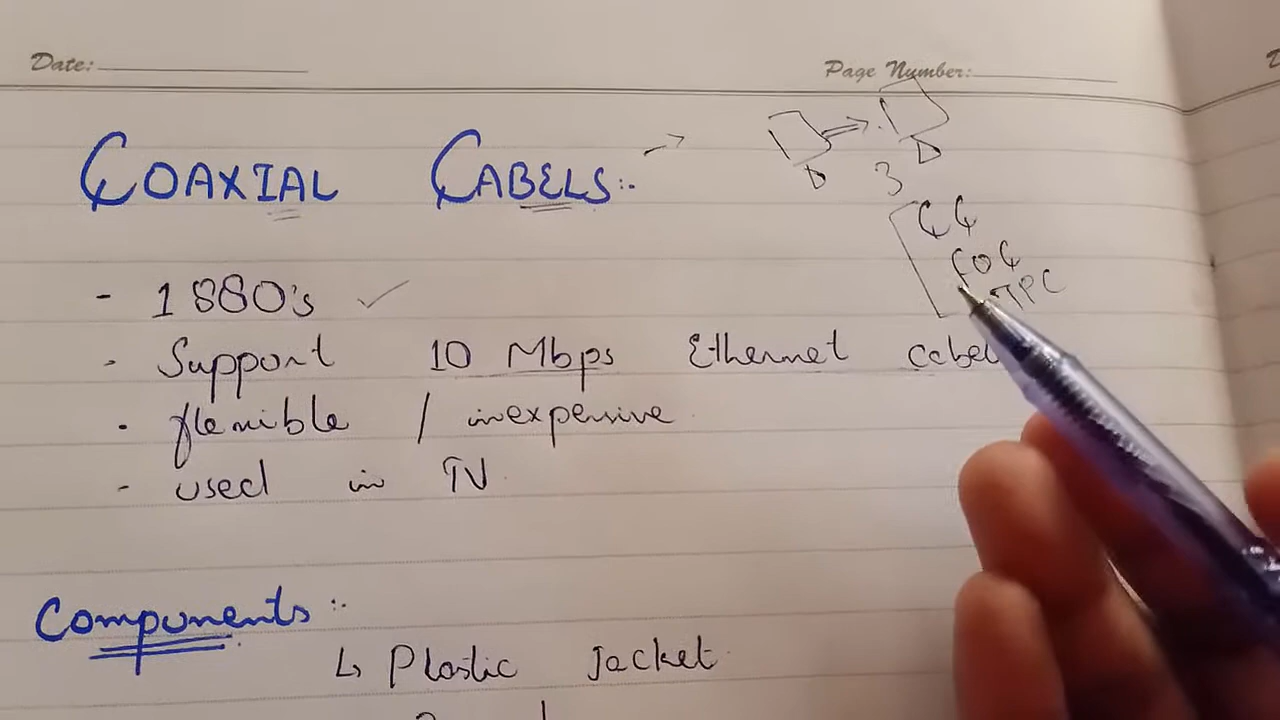 Date:
Page Number:
COAXIAL CABELS:-
3
CC
FOC
TPC
- 1880's ✓
- Support 10 Mbps Ethernet cabel
- flexible / inexpensive
- used in TV
Components :-
↳ Plastic Jacket